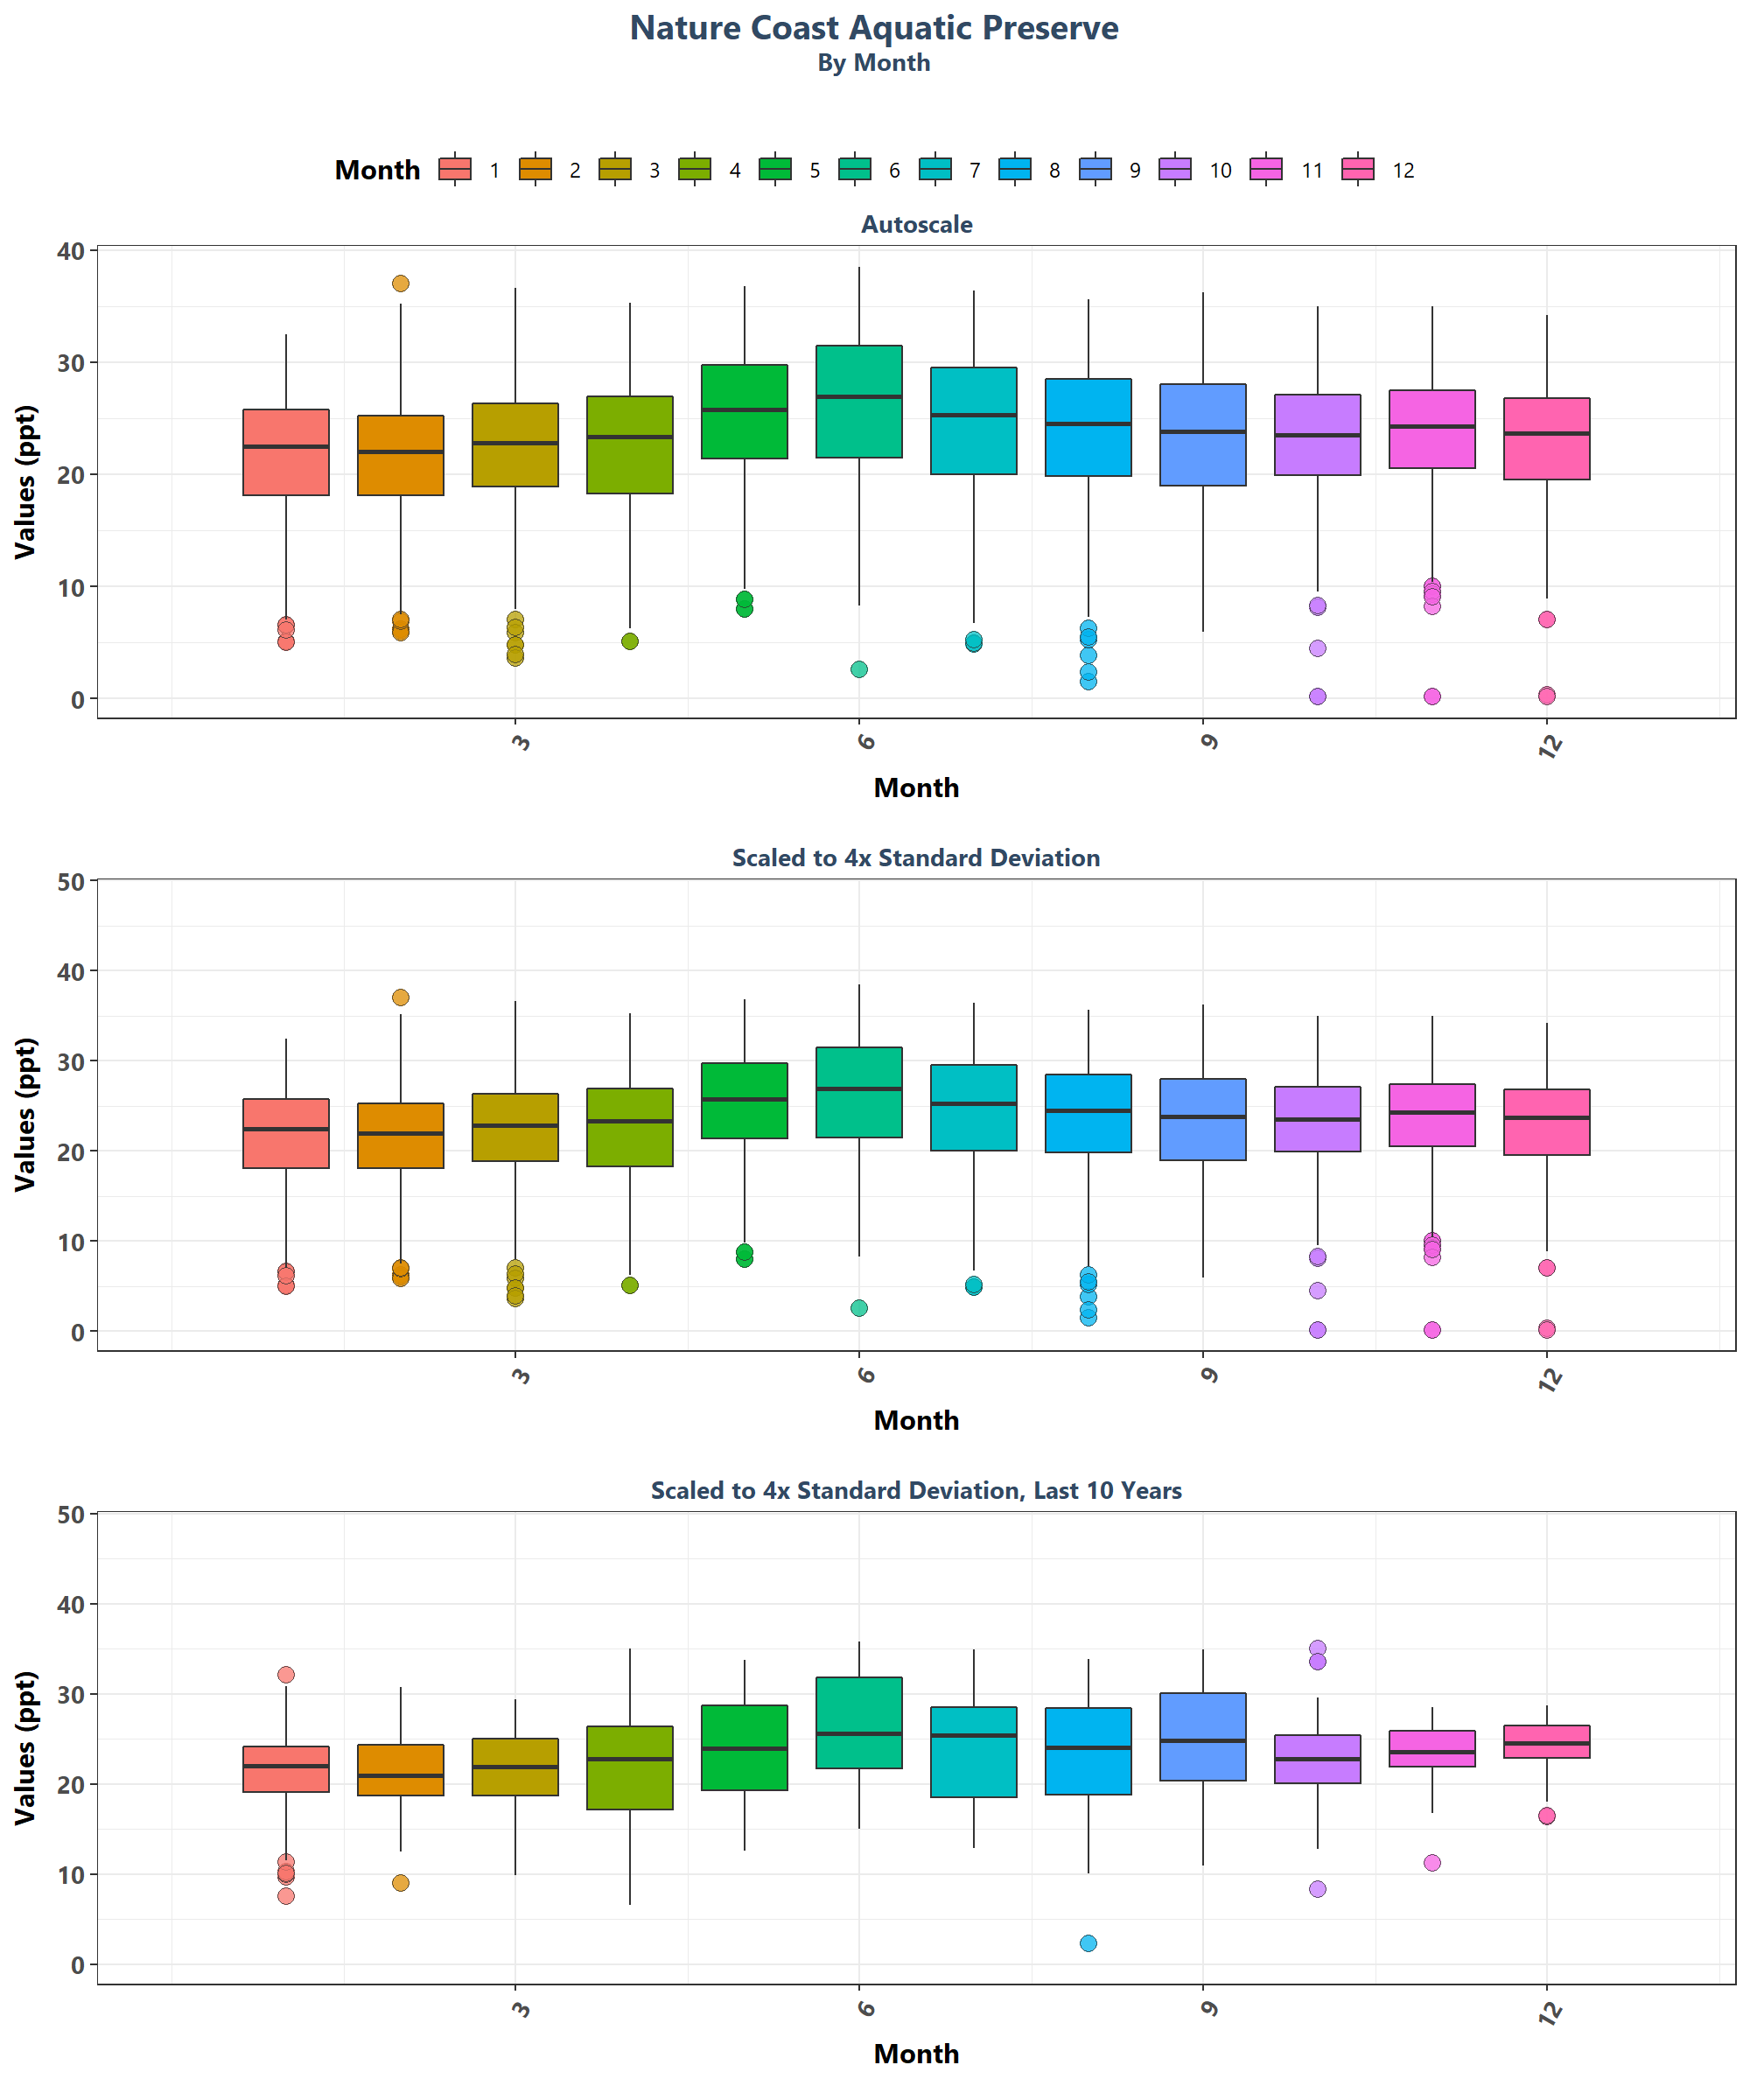 Nature Coast Aquatic Preserve
By Month
Month 1 2 3 4 5 6 7 8 9 10 11 12
Autoscale
Values (ppt)
40
30
20
10
0
3 6 9 12
Month
Scaled to 4x Standard Deviation
Values (ppt)
50
40
30
20
10
0
3 6 9 12
Month
Scaled to 4x Standard Deviation, Last 10 Years
Values (ppt)
50
40
30
20
10
0
3 6 9 12
Month